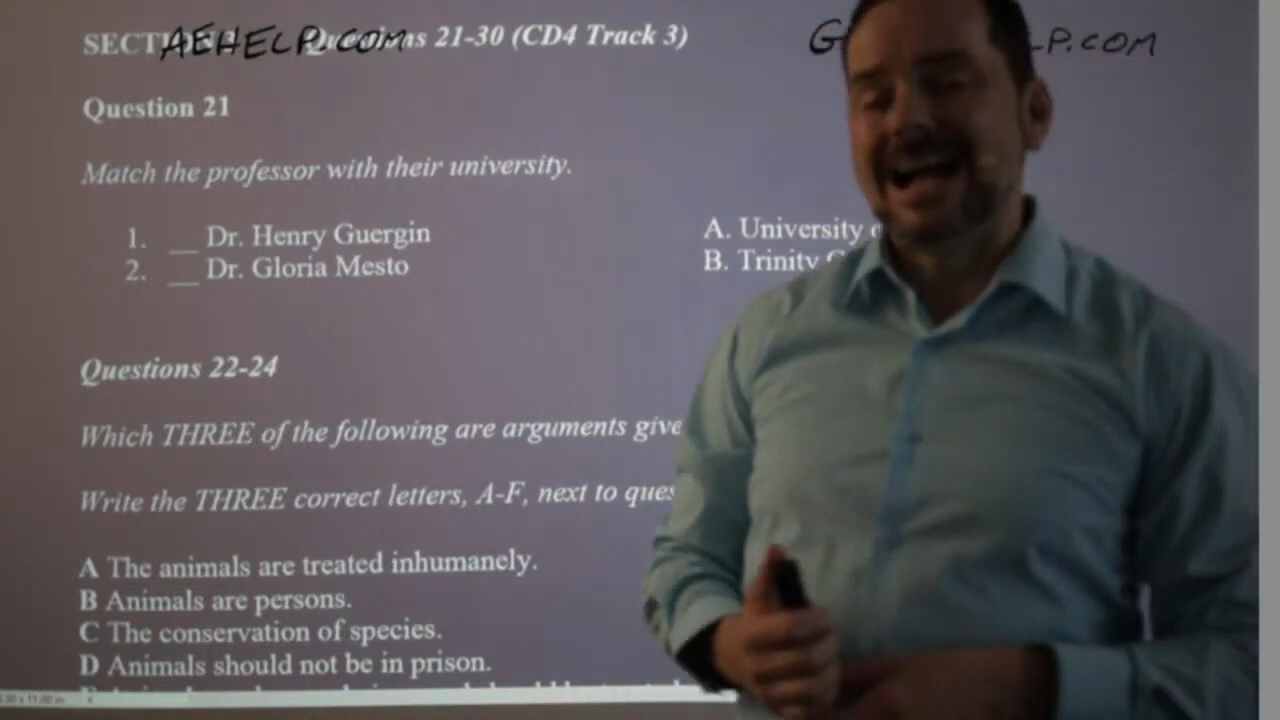 AEHELP.COM
Questions 21-30 (CD4 Track 3)
Question 21
Match the professor with their university.
1. __ Dr. Henry Guergin
A. University
2. __ Dr. Gloria Mesto
B. Trinity
Questions 22-24
Which THREE of the following are arguments
Write the THREE correct letters, A-F, next to
A The animals are treated inhumanely.
B Animals are persons.
C The conservation of species.
D Animals should not be in prison.